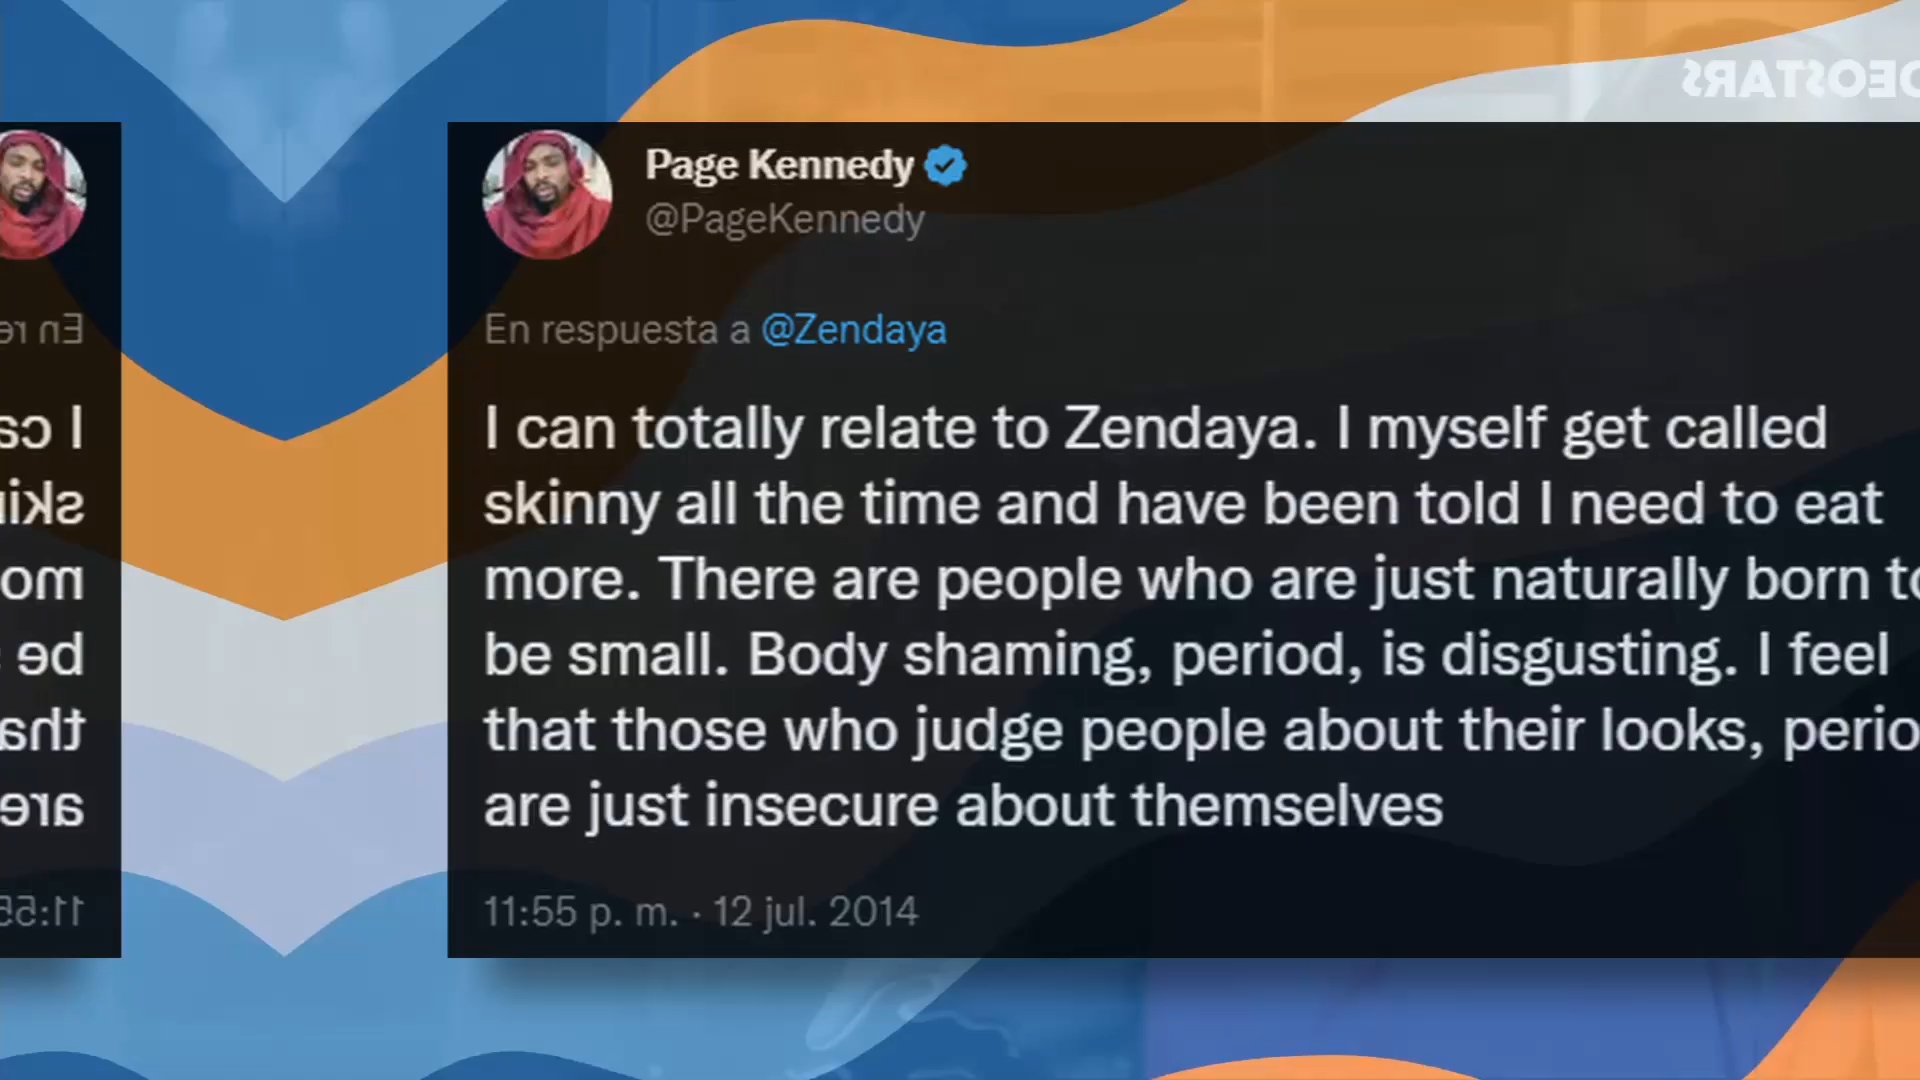 Page Kennedy
@PageKennedy
En respuesta a @Zendaya
I can totally relate to Zendaya. I myself get called
skinny all the time and have been told I need to eat
more. There are people who are just naturally born to
be small. Body shaming, period, is disgusting. I feel
that those who judge people about their looks, perio
are just insecure about themselves
11:55 p. m. · 12 jul. 2014